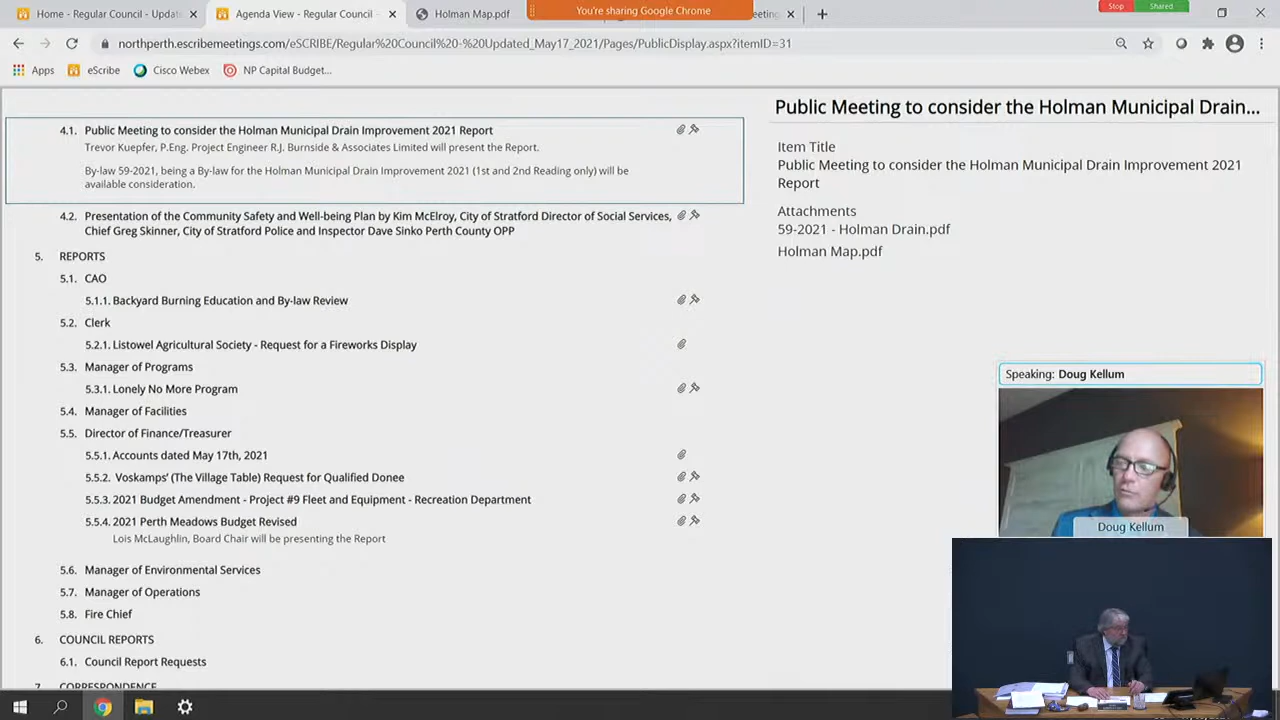 Home - Regular Council - Updat
Agenda View - Regular Council -
Holman Map.pdf
You're sharing Google Chrome
Stop
Shared
northperth.escribemeetings.com/eSCRIBE/Regular%20Council%20-%20Updated_May17_2021/Pages/PublicDisplay.aspx?itemID=31
Apps
eScribe
Cisco Webex
NP Capital Budget...
4.1. Public Meeting to consider the Holman Municipal Drain Improvement 2021 Report
Trevor Kuepfer, P.Eng. Project Engineer R.J. Burnside & Associates Limited will present the Report.
By-law 59-2021, being a By-law for the Holman Municipal Drain Improvement 2021 (1st and 2nd Reading only) will be
available consideration.
4.2. Presentation of the Community Safety and Well-being Plan by Kim McElroy, City of Stratford Director of Social Services,
Chief Greg Skinner, City of Stratford Police and Inspector Dave Sinko Perth County OPP
5. REPORTS
5.1. CAO
5.1.1. Backyard Burning Education and By-law Review
5.2. Clerk
5.2.1. Listowel Agricultural Society - Request for a Fireworks Display
5.3. Manager of Programs
5.3.1. Lonely No More Program
5.4. Manager of Facilities
5.5. Director of Finance/Treasurer
5.5.1. Accounts dated May 17th, 2021
5.5.2. Voskamps' (The Village Table) Request for Qualified Donee
5.5.3. 2021 Budget Amendment - Project #9 Fleet and Equipment - Recreation Department
5.5.4. 2021 Perth Meadows Budget Revised
Lois McLaughlin, Board Chair will be presenting the Report
5.6. Manager of Environmental Services
5.7. Manager of Operations
5.8. Fire Chief
6. COUNCIL REPORTS
6.1. Council Report Requests
7. CORRESPONDENCE
Public Meeting to consider the Holman Municipal Drain...
Item Title
Public Meeting to consider the Holman Municipal Drain Improvement 2021
Report
Attachments
59-2021 - Holman Drain.pdf
Holman Map.pdf
Speaking: Doug Kellum
Doug Kellum